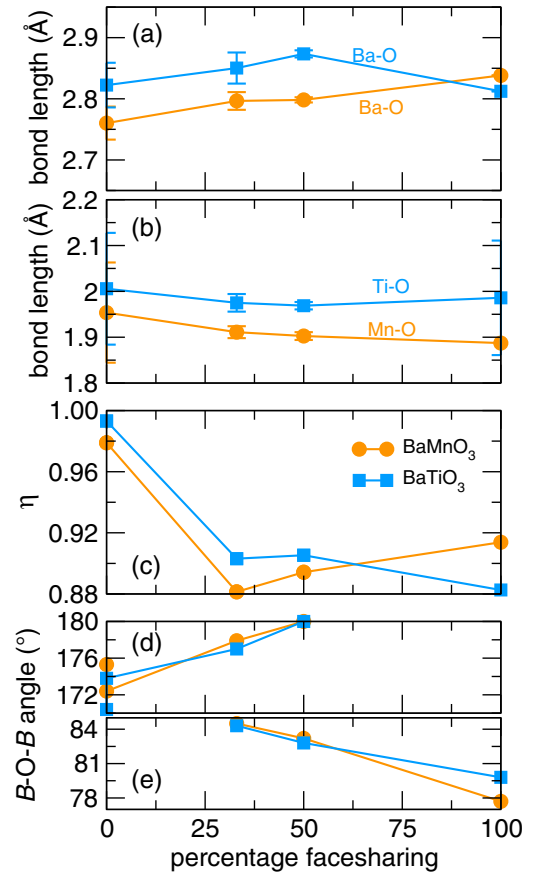 bond length (Å)
2.9
2.8
2.7
(a)
Ba-O
Ba-O
bond length (Å)
2.2
2.1
2
1.9
1.8
(b)
Ti-O
Mn-O
η
1.00
0.96
0.92
0.88
BaMnO₃
BaTiO₃
(c)
B-O-B angle (°)
180
176
172
(d)
84
81
78
(e)
0 25 50 75 100
percentage facesharing